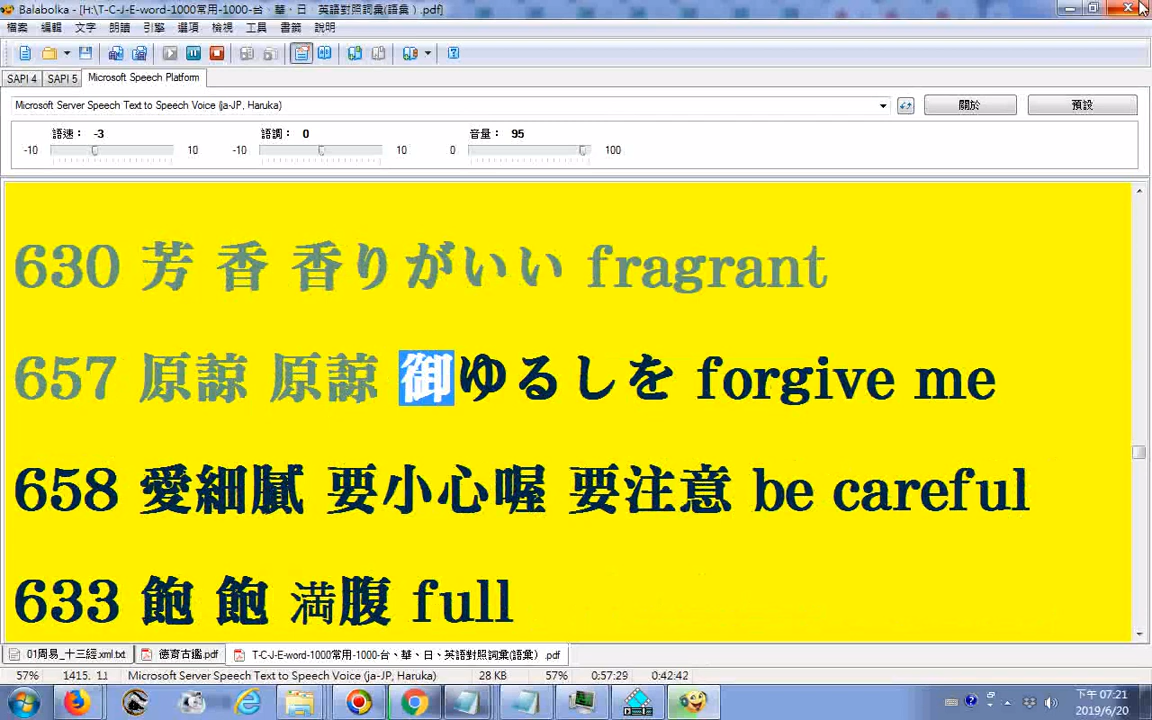 Balabolka - [H:\T-C-J-E-word-1000常用-1000-台、華、日、英語對照詞彙(語彙).pdf]
檔案 編輯 文字 朗讀 引擎 選項 檢視 工具 書籤 說明
SAPI 4 SAPI 5 Microsoft Speech Platform
Microsoft Server Speech Text to Speech Voice (ja-JP, Haruka) 關於 預設
語速： -3 語調： 0 音量： 95
-10 10 -10 10 0 100
630 芳 香 香りがいい fragrant
657 原諒 原諒 御ゆるしを forgive me
658 愛細膩 要小心喔 要注意 be careful
633 飽 飽 満腹 full
01周易_十三經.xml.txt 德育古鑑.pdf T-C-J-E-word-1000常用-1000-台、華、日、英語對照詞彙(語彙) .pdf
57% 1415: 11 Microsoft Server Speech Text to Speech Voice (ja-JP, Haruka) 28 KB 57% 0:57:29 0:42:42
下午 07:21
2019/6/20